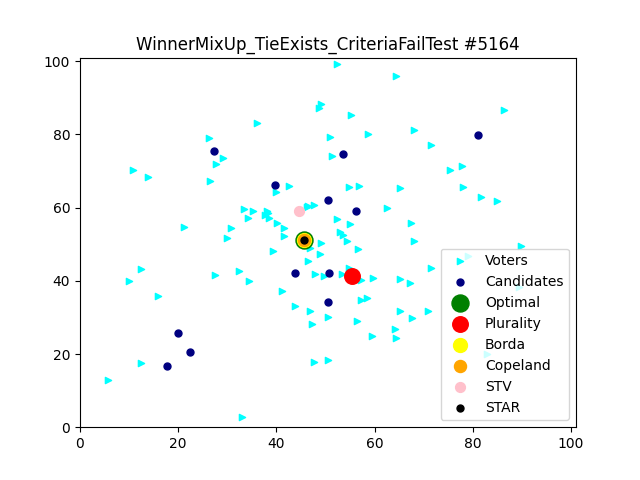 WinnerMixUp_TieExists_CriteriaFailTest #5164
100
80
60
40
20
0
0
20
40
60
80
100
Voters
Candidates
Optimal
Plurality
Borda
Copeland
STV
STAR